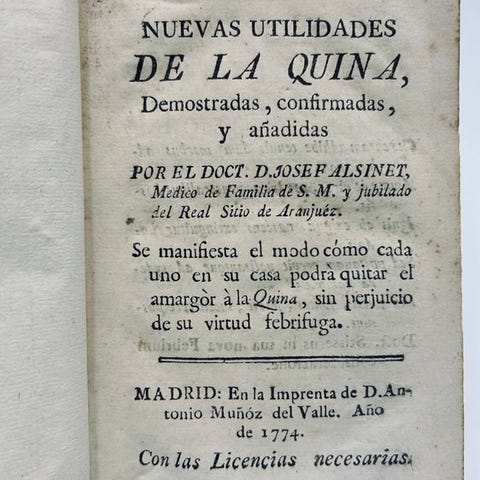 NUEVAS UTILIDADES
DE LA QUINA,
Demostradas, confirmadas,
y añadidas
POR EL DOCT. D. JOSEF ALSINET,
Medico de Familia de S. M. y jubilado
del Real Sitio de Aranjuéz.
Se manifiesta el modo cómo cada
uno en su casa podrà quitar el
amargòr à la Quina, sin perjuicio
de su virtud febrifuga.
MADRID: En la Imprenta de D. An-
tonio Muñóz del Valle. Año
de 1774.
Con las Licencias necesarias.